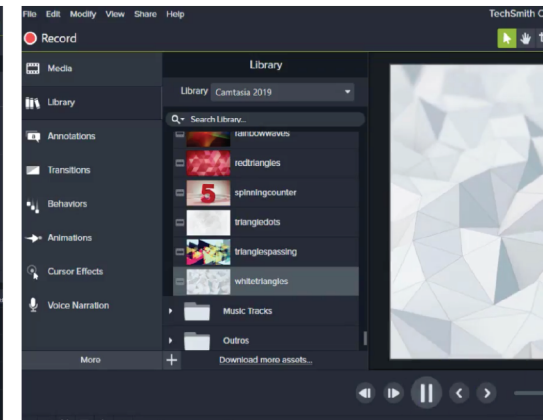 File Edit Modify View Share Help
TechSmith C
Record
Media
Library
Annotations
Transitions
Behaviors
Animations
Cursor Effects
Voice Narration
More
Library
Library Camtasia 2019
Search Library...
rainbowwaves
redtriangles
5
spinningcounter
triangledots
trianglespassing
whitetriangles
Music Tracks
Outros
Download more assets...